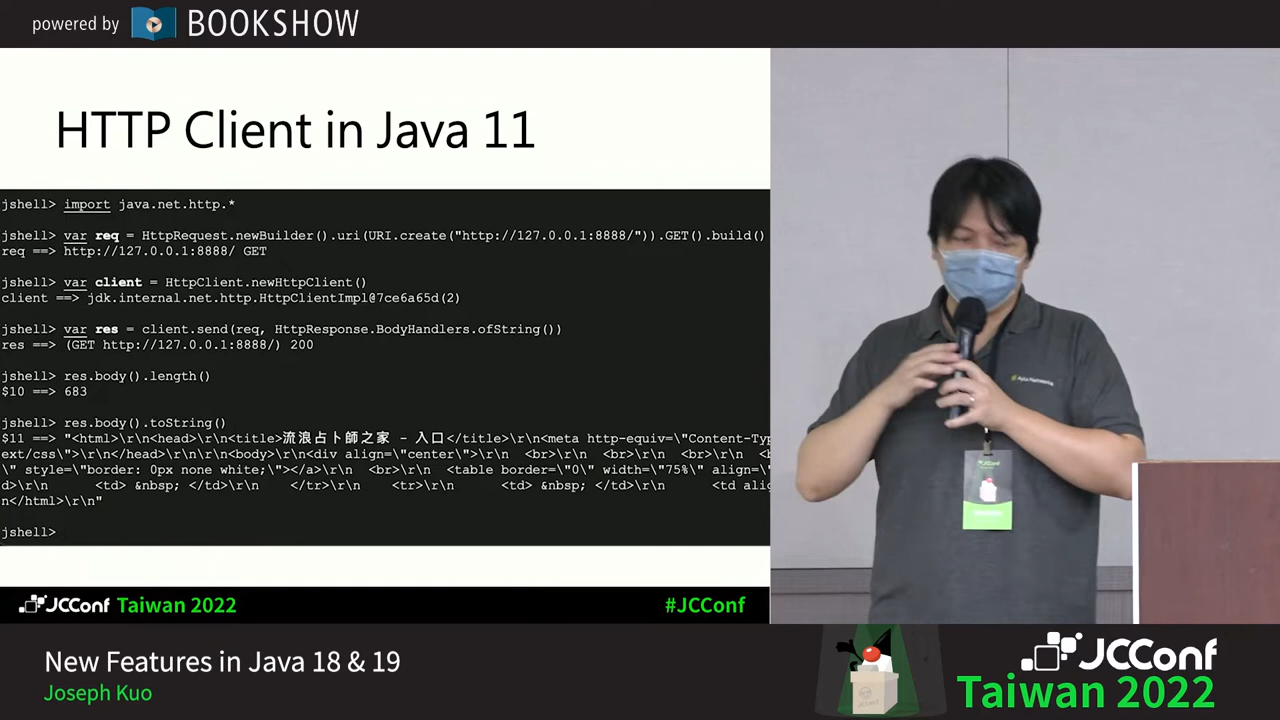 powered by BOOKSHOW
HTTP Client in Java 11
jshell> import java.net.http.*
jshell> var req = HttpRequest.newBuilder().uri(URI.create("http://127.0.0.1:8888/")).GET().build()
req ==> http://127.0.0.1:8888/ GET
jshell> var client = HttpClient.newHttpClient()
client ==> jdk.internal.net.http.HttpClientImpl@7ce6a65d(2)
jshell> var res = client.send(req, HttpResponse.BodyHandlers.ofString())
res ==> (GET http://127.0.0.1:8888/) 200
jshell> res.body().length()
$10 ==> 683
jshell> res.body().toString()
$11 ==> "<html>\r\n<head>\r\n<title>流浪占卜師之家 - 入口</title>\r\n<meta http-equiv=\"Content-Typ
ext/css\">\r\n</head>\r\n<body>\r\n<div align=\"center\">\r\n  <br>\r\n  <br>\r\n  <b
\" style=\"border: 0px none white;\"></a>\r\n  <br>\r\n  <table border=\"0\" width=\"75%\" align=\"
d>\r\n      <td> &nbsp; </td>\r\n    </tr>\r\n    <tr>\r\n      <td> &nbsp; </td>\r\n      <td alig
n</html>\r\n"
jshell>
JCConf Taiwan 2022
#JCConf
Axia Networks
JCConf
New Features in Java 18 & 19
Joseph Kuo
JCConf
JCConf
Taiwan 2022